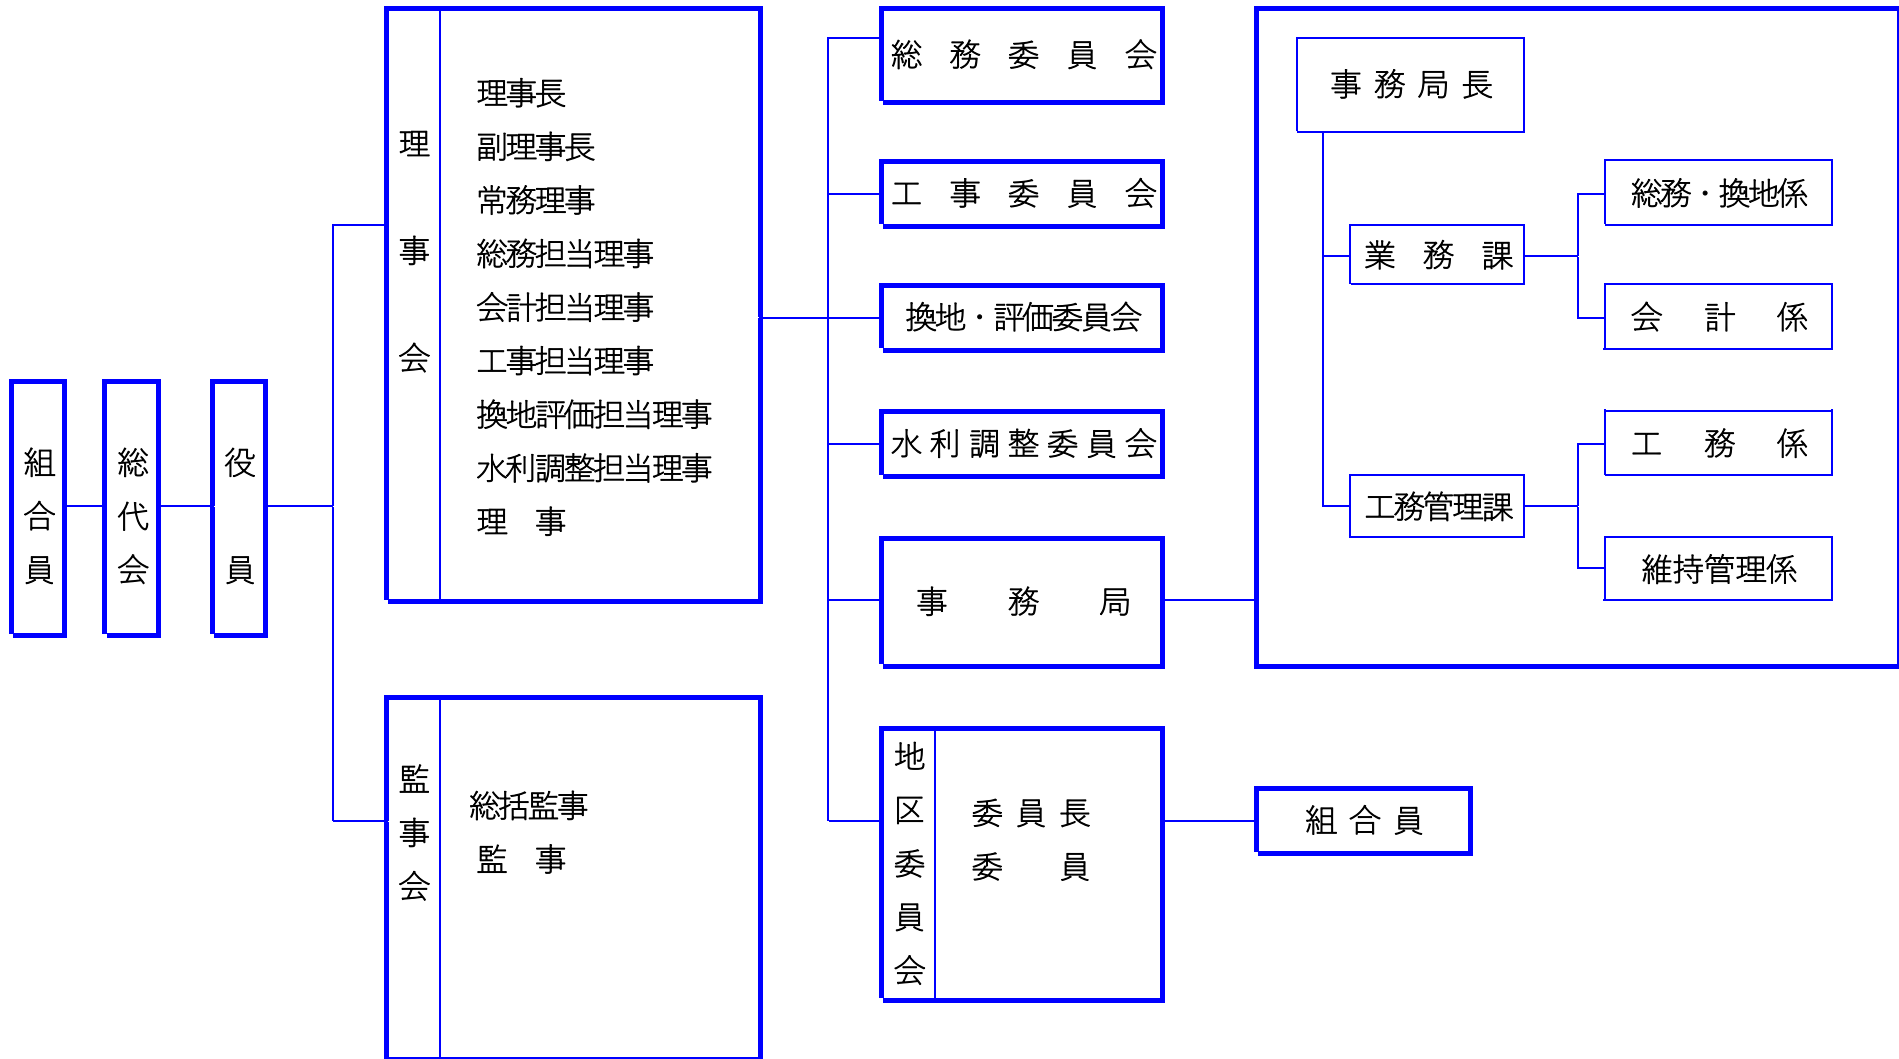 組合員
総代会
役員
理事会
理事長
副理事長
常務理事
総務担当理事
会計担当理事
工事担当理事
換地評価担当理事
水利調整担当理事
理　事
監事会
総括監事
監　事
総務委員会
工事委員会
換地・評価委員会
水利調整委員会
事務局
地区委員会
委員長
委員
事務局長
業務課
総務・換地係
会計係
工務管理課
工務係
維持管理係
組合員